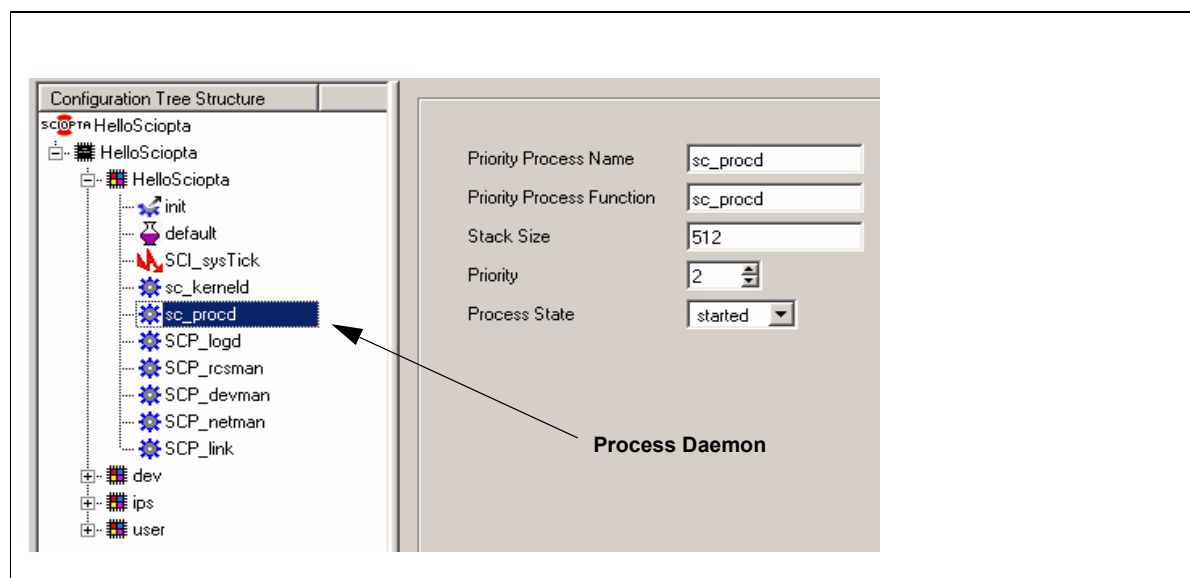 Configuration Tree Structure
SCIOPTA HelloSciopta
HelloSciopta
HelloSciopta
init
default
SCI_sysTick
sc_kerneld
sc_procd
SCP_logd
SCP_rcsman
SCP_devman
SCP_netman
SCP_link
dev
ips
user
Priority Process Name sc_procd
Priority Process Function sc_procd
Stack Size 512
Priority 2
Process State started
Process Daemon